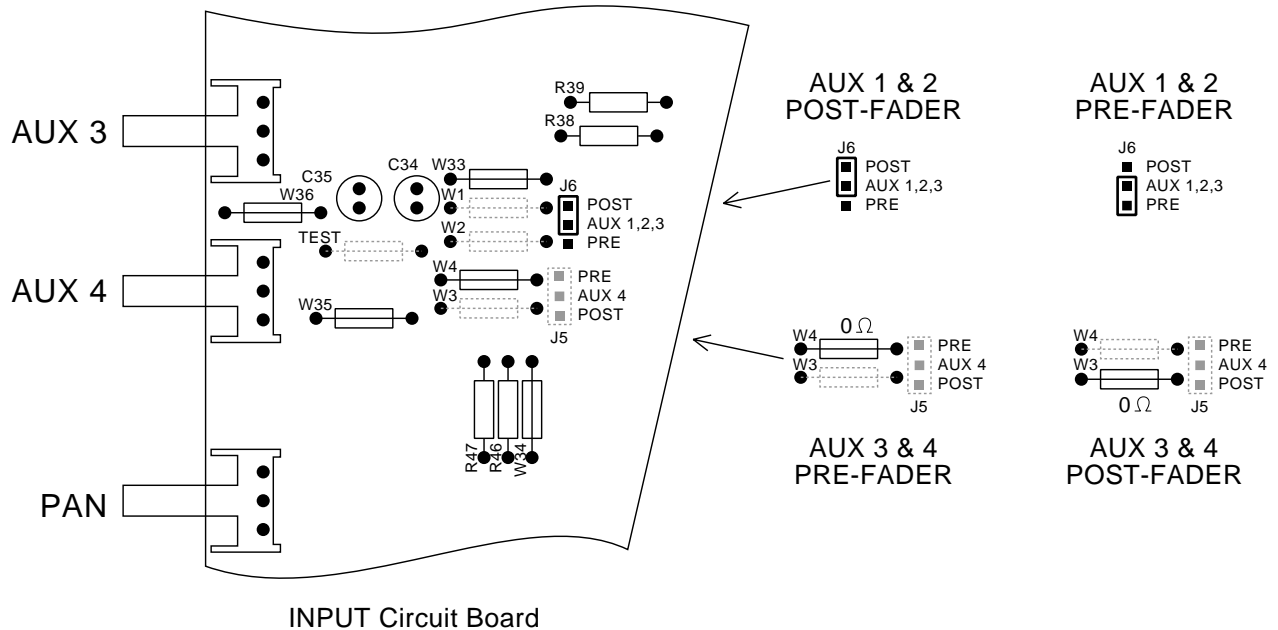 AUX 3
AUX 4
PAN
R39
R38
C35
C34
W33
W36
W1
J6
POST
AUX 1,2,3
PRE
TEST
W2
W4
W3
PRE
AUX 4
POST
J5
W35
R47
R46
W34
INPUT Circuit Board
AUX 1 & 2
POST-FADER
J6
POST
AUX 1,2,3
PRE
AUX 1 & 2
PRE-FADER
J6
POST
AUX 1,2,3
PRE
0 Ω
W4
W3
PRE
AUX 4
POST
J5
AUX 3 & 4
PRE-FADER
W4
W3
0 Ω
PRE
AUX 4
POST
J5
AUX 3 & 4
POST-FADER